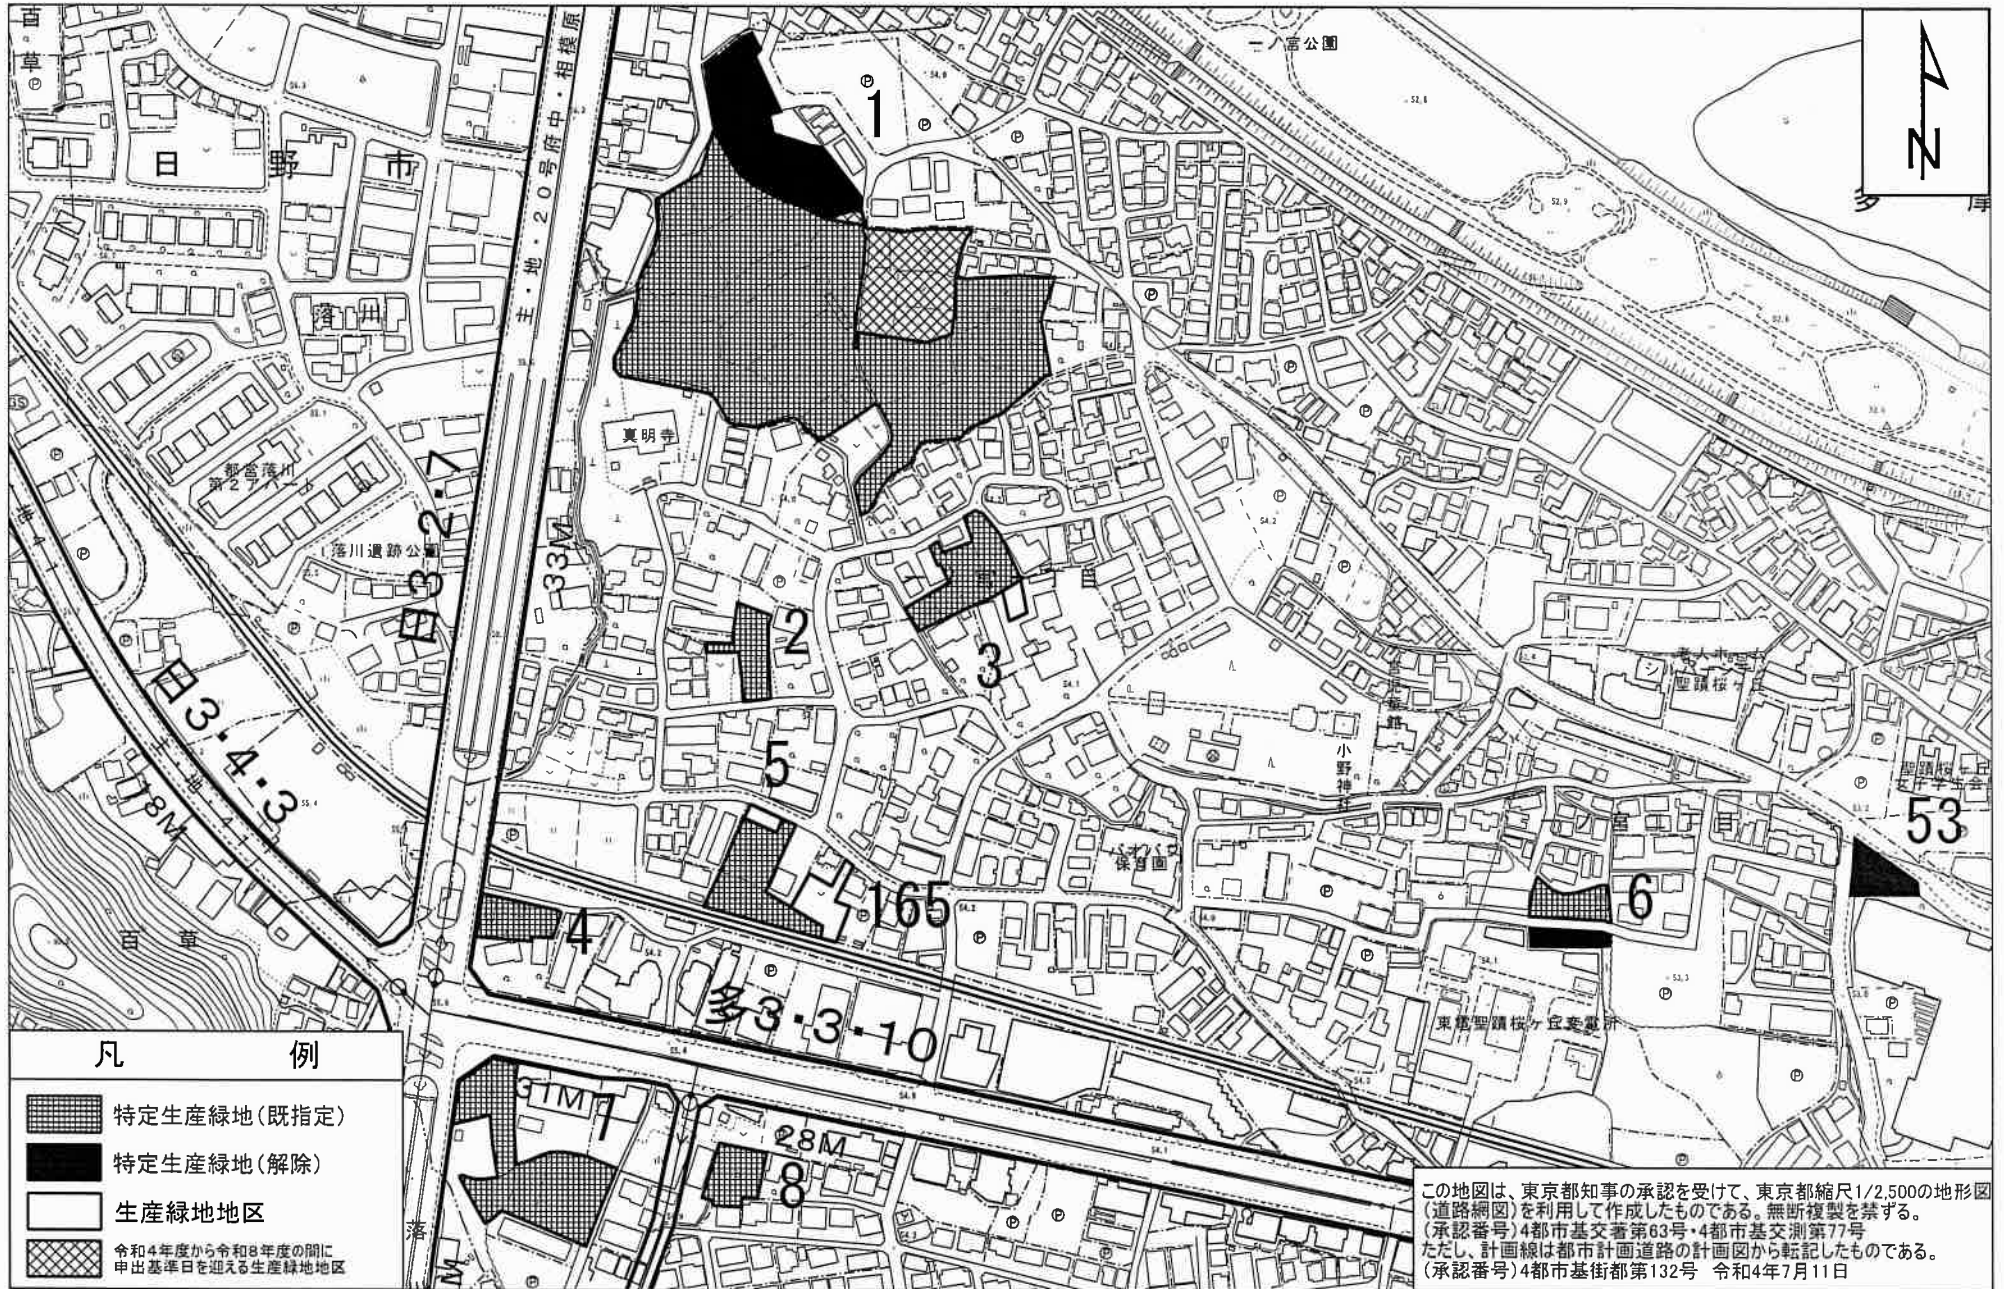 百草
日野市
主・地・20号府中・相模原
一ノ宮公園
N
1
落川
真明寺
都営落川
第2アパート
落川遺跡公園
日3・2・7
33M
2
3
日3・4・3
18M
5
小野神社
老人ホーム
聖蹟桜ヶ丘
聖蹟桜ヶ丘
女子学生会
53
バオバブ
保育園
165
6
4
百草
多3・3・10
東電聖蹟桜ヶ丘変電所
31M
7
28M
8
落
凡例
特定生産緑地(既指定)
特定生産緑地(解除)
生産緑地地区
令和4年度から令和8年度の間に
申出基準日を迎える生産緑地地区
この地図は、東京都知事の承認を受けて、東京都縮尺1/2,500の地形図
(道路網図)を利用して作成したものである。無断複製を禁ずる。
(承認番号)4都市基交著第63号・4都市基交測第77号
ただし、計画線は都市計画道路の計画図から転記したものである。
(承認番号)4都市基街都第132号 令和4年7月11日